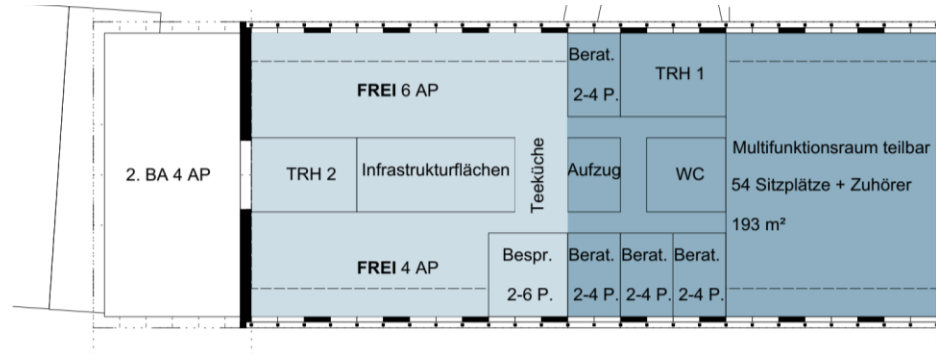 2. BA 4 AP
FREI 6 AP
TRH 2
Infrastrukturflächen
FREI 4 AP
Teeküche
Bespr.
2-6 P.
Berat.
2-4 P.
TRH 1
Aufzug
WC
Berat.
2-4 P.
Berat.
2-4 P.
Berat.
2-4 P.
Multifunktionsraum teilbar
54 Sitzplätze + Zuhörer
193 m²